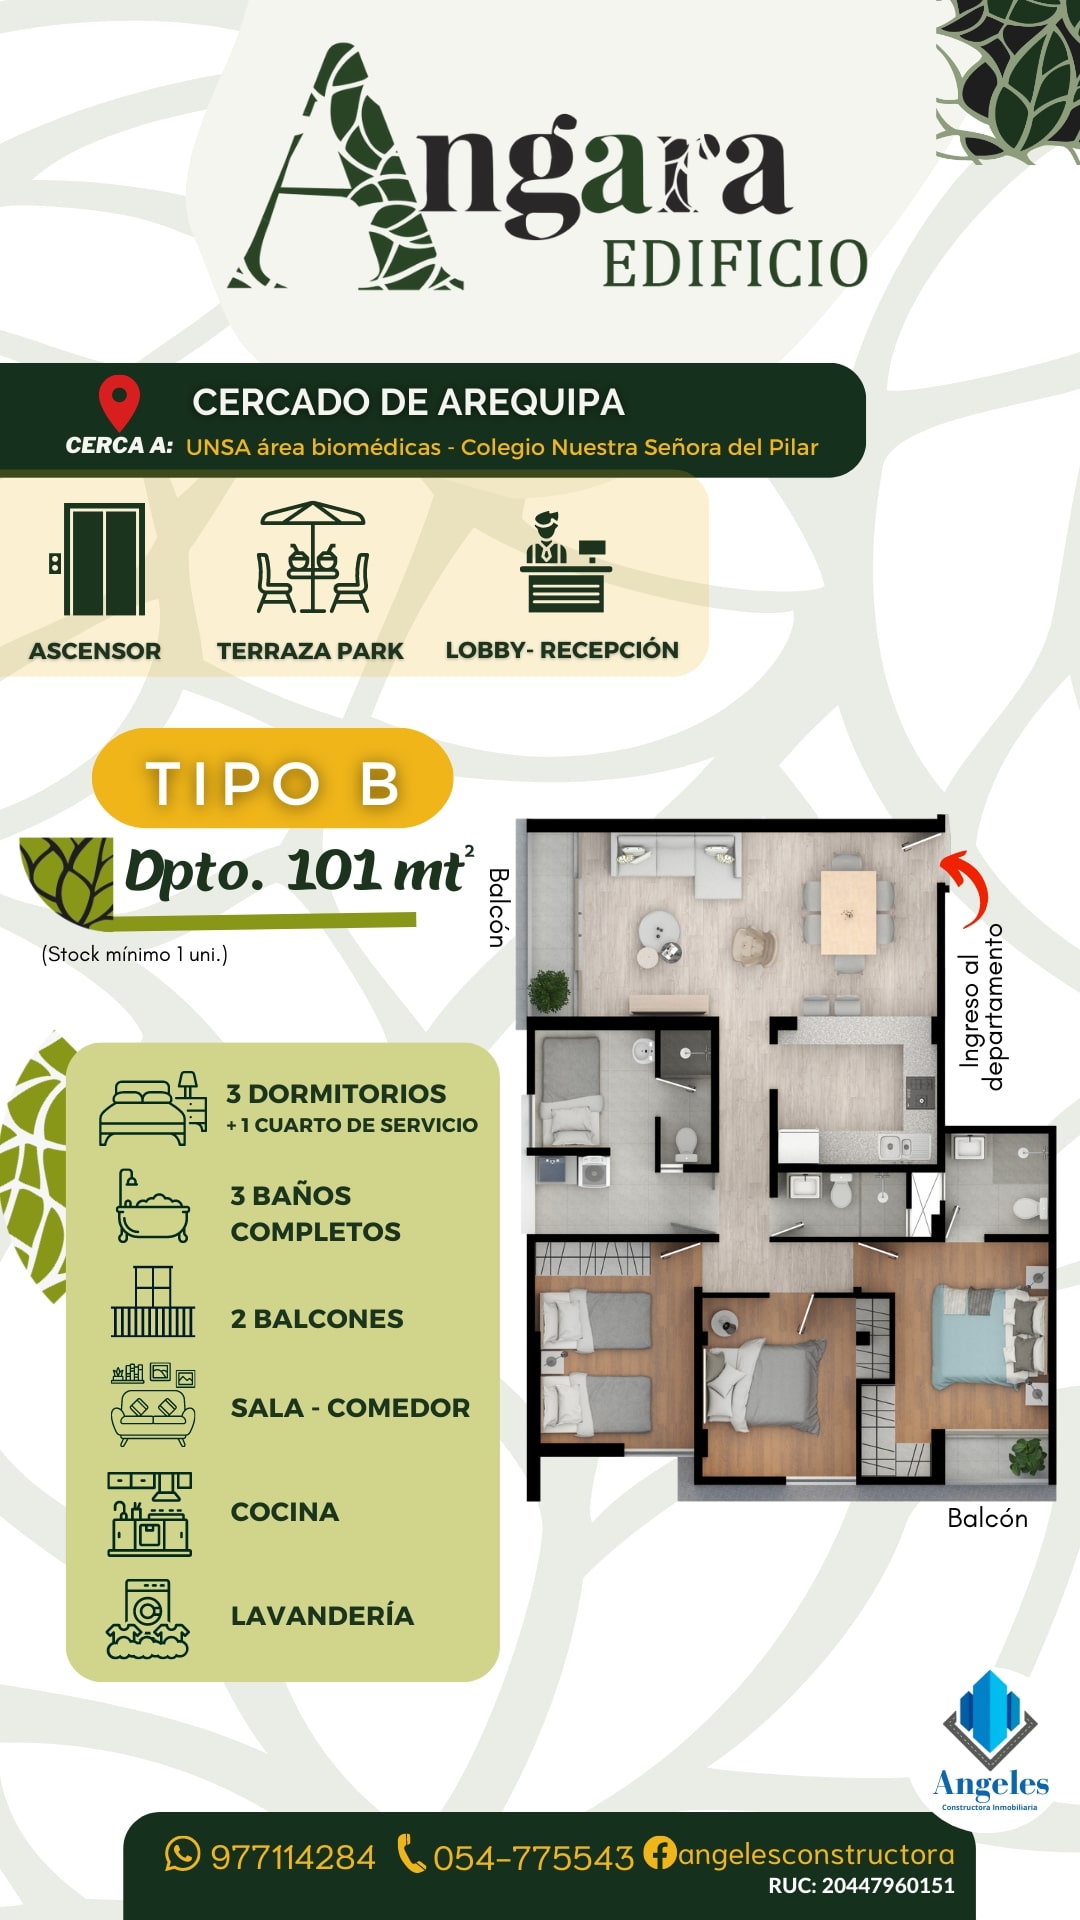 Angara
EDIFICIO
CERCADO DE AREQUIPA
CERCA A: UNSA área biomédicas - Colegio Nuestra Señora del Pilar
ASCENSOR
TERRAZA PARK
LOBBY- RECEPCIÓN
TIPO B
Dpto. 101 mt²
(Stock mínimo 1 uni.)
Balcón
Ingreso al
departamento
3 DORMITORIOS
+ 1 CUARTO DE SERVICIO
3 BAÑOS
COMPLETOS
2 BALCONES
SALA - COMEDOR
COCINA
LAVANDERÍA
Balcón
Angeles
Constructora Inmobiliaria
977114284
054-775543
angelesconstructora
RUC: 20447960151